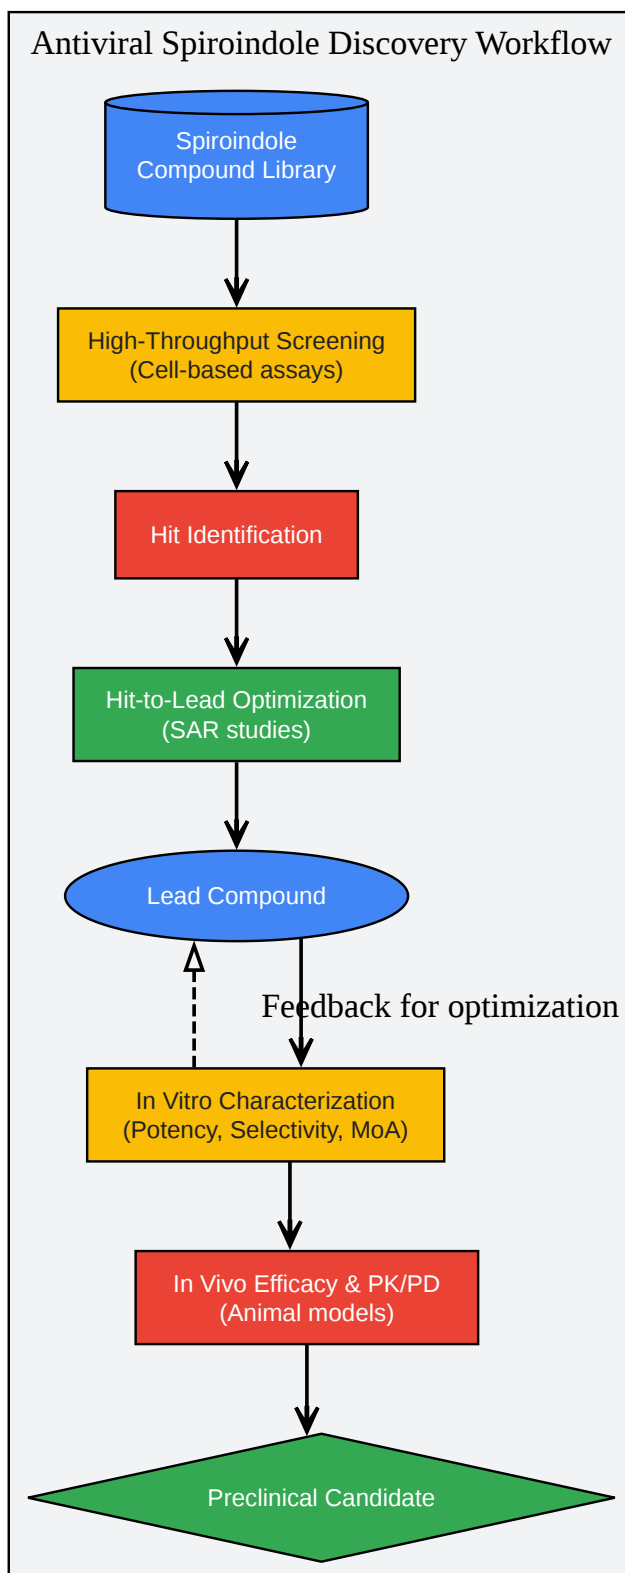 Antiviral Spiroindole Discovery Workflow
Spiroindole
Compound Library
High-Throughput Screening
(Cell-based assays)
Hit Identification
Hit-to-Lead Optimization
(SAR studies)
Lead Compound
Feedback for optimization
In Vitro Characterization
(Potency, Selectivity, MoA)
In Vivo Efficacy & PK/PD
(Animal models)
Preclinical Candidate